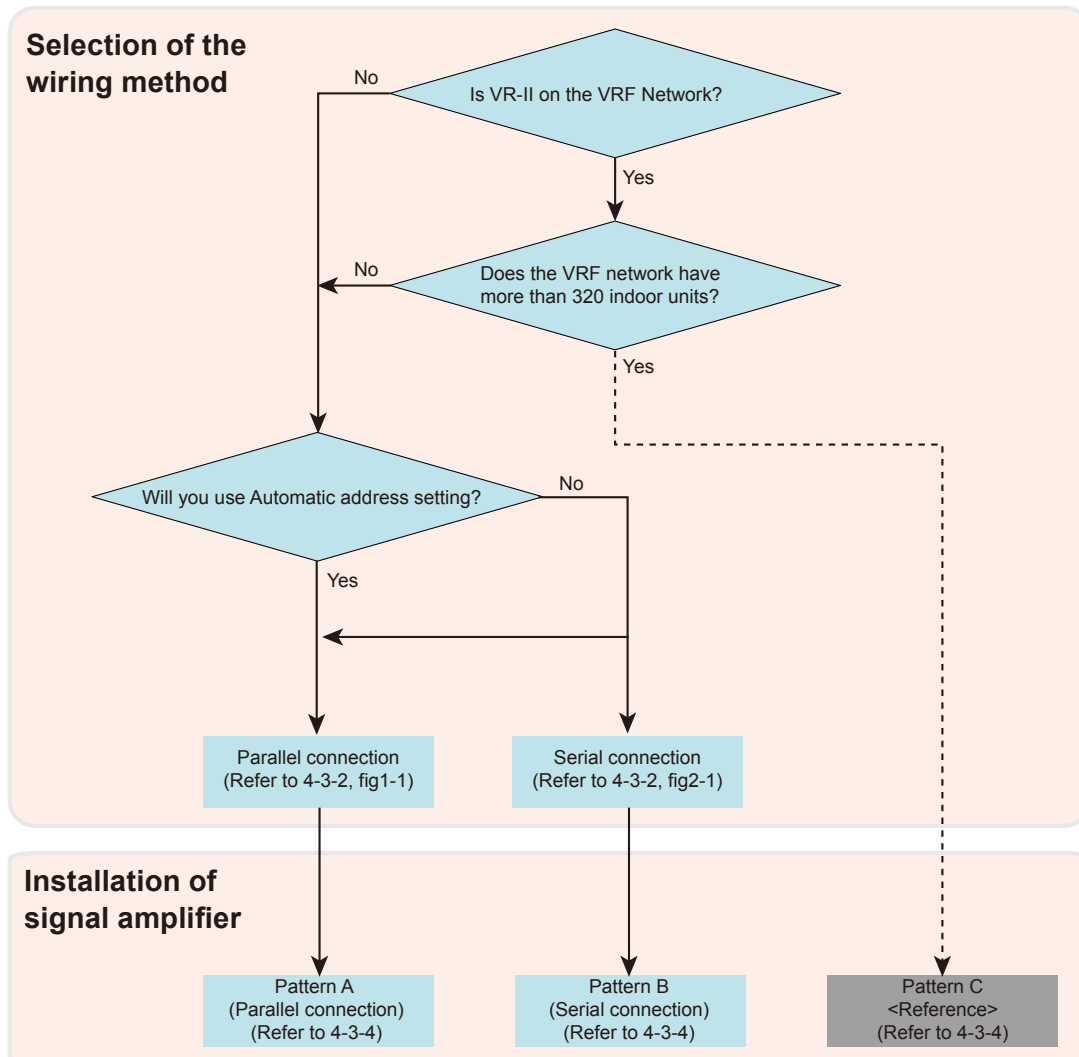 Selection of the
wiring method
No
Is VR-II on the VRF Network?
Yes
No
Does the VRF network have
more than 320 indoor units?
Yes
Will you use Automatic address setting?
No
Yes
Parallel connection
(Refer to 4-3-2, fig1-1)
Serial connection
(Refer to 4-3-2, fig2-1)
Installation of
signal amplifier
Pattern A
(Parallel connection)
(Refer to 4-3-4)
Pattern B
(Serial connection)
(Refer to 4-3-4)
Pattern C
<Reference>
(Refer to 4-3-4)